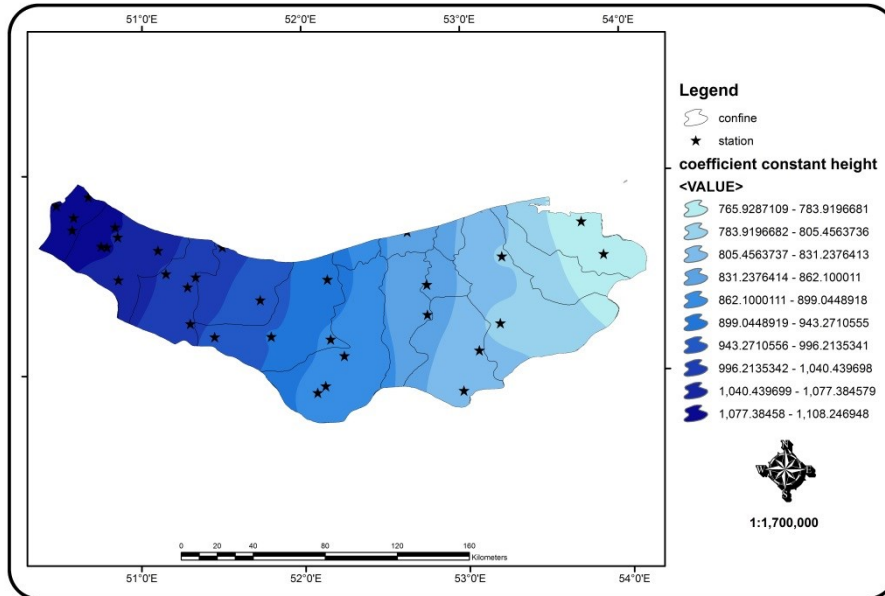 51°0'E 52°0'E 53°0'E 54°0'E
Legend
confine
station
coefficient constant height
<VALUE>
765.9287109 - 783.9196681
783.9196682 - 805.4563736
805.4563737 - 831.2376413
831.2376414 - 862.100011
862.1000111 - 899.0448918
899.0448919 - 943.2710555
943.2710556 - 996.2135341
996.2135342 - 1,040.439698
1,040.439699 - 1,077.384579
1,077.38458 - 1,108.246948
1:1,700,000
0 20 40 80 120 160
Kilometers
51°0'E 52°0'E 53°0'E 54°0'E